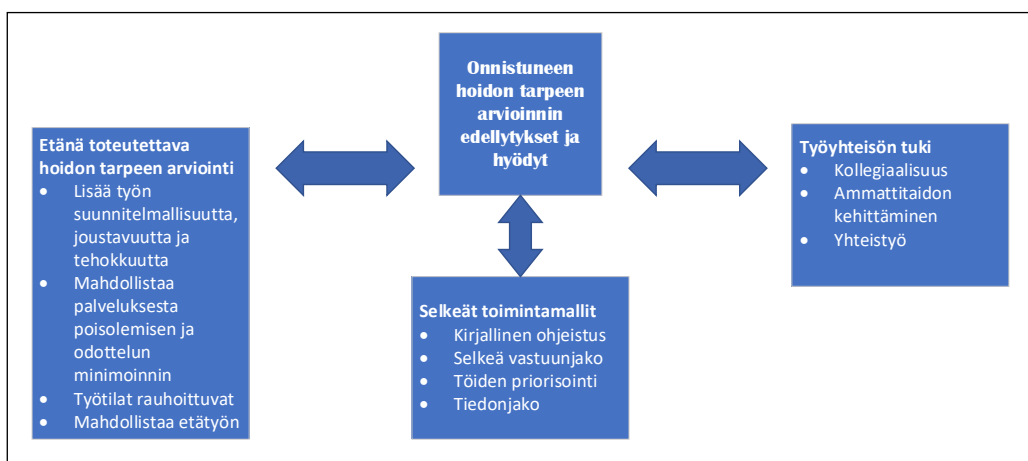 Onnistuneen
hoidon tarpeen
arvioinnin
edellytykset ja
hyödyt
Etänä toteutettava
hoidon tarpeen arviointi
• Lisää työn
suunnitelmallisuutta,
joustavuutta ja
tehokkuutta
• Mahdollistaa
palveluksesta
poisolemisen ja
odottelun
minimoinnin
• Työtilat rauhoittuvat
• Mahdollistaa etätyön
Selkeät toimintamallit
• Kirjallinen ohjeistus
• Selkeä vastuunjako
• Töiden priorisointi
• Tiedonjako
Työyhteisön tuki
• Kollegiaalisuus
• Ammattitaidon
kehittäminen
• Yhteistyö